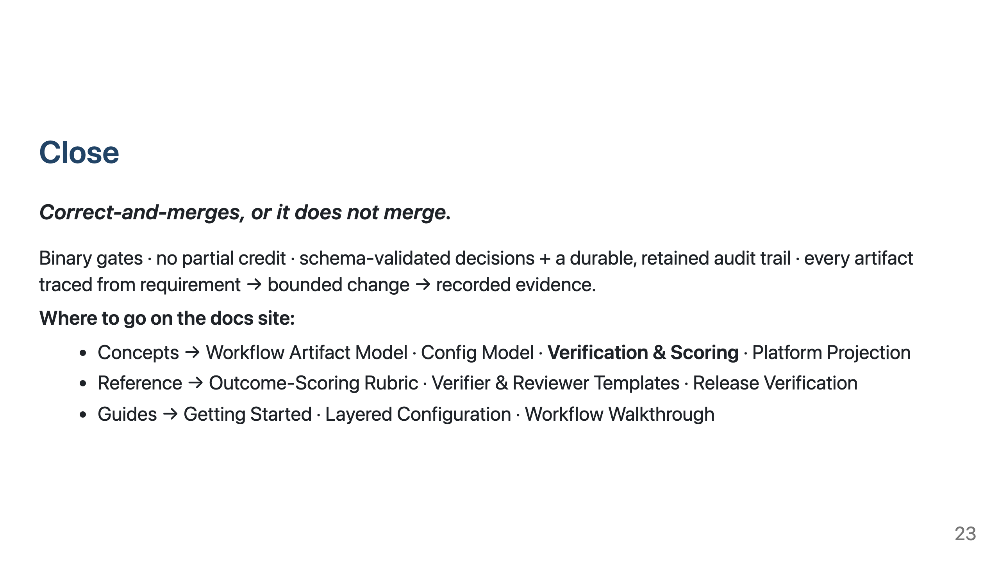 Close
Correct-and-merges, or it does not merge.
Binary gates · no partial credit · schema-validated decisions + a durable, retained audit trail · every artifact
traced from requirement → bounded change → recorded evidence.
Where to go on the docs site:
• Concepts → Workflow Artifact Model · Config Model · Verification & Scoring · Platform Projection
• Reference → Outcome-Scoring Rubric · Verifier & Reviewer Templates · Release Verification
• Guides → Getting Started · Layered Configuration · Workflow Walkthrough
23